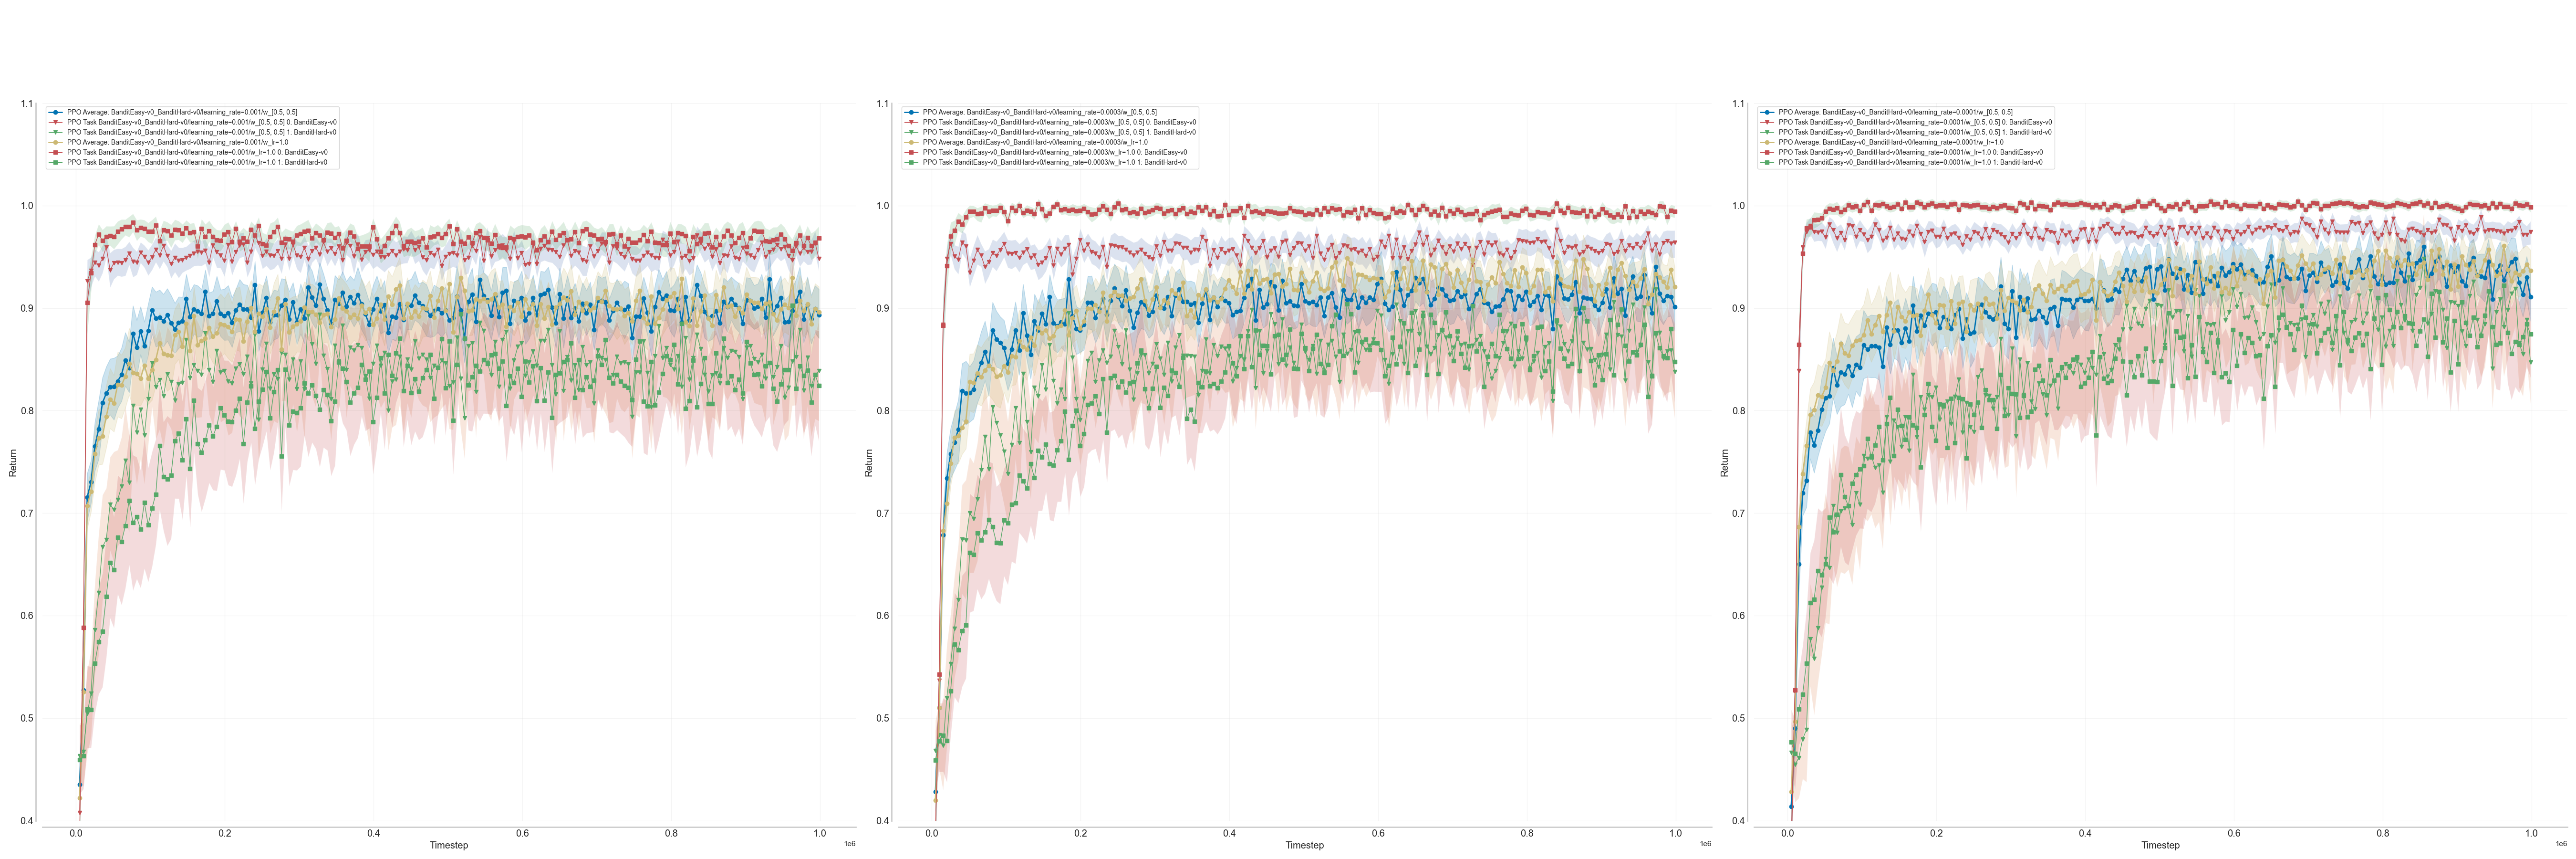 PPO Average: BanditEasy-v0_BanditHard-v0/learning_rate=0.001/w_[0.5, 0.5]
PPO Task BanditEasy-v0_BanditHard-v0/learning_rate=0.001/w_[0.5, 0.5] 0: BanditEasy-v0
PPO Task BanditEasy-v0_BanditHard-v0/learning_rate=0.001/w_[0.5, 0.5] 1: BanditHard-v0
PPO Average: BanditEasy-v0_BanditHard-v0/learning_rate=0.001/w_lr=1.0
PPO Task BanditEasy-v0_BanditHard-v0/learning_rate=0.001/w_lr=1.0 0: BanditEasy-v0
PPO Task BanditEasy-v0_BanditHard-v0/learning_rate=0.001/w_lr=1.0 1: BanditHard-v0
1.1
1.0
0.9
0.8
0.7
0.6
0.5
0.4
Return
0.0 0.2 0.4 0.6 0.8 1.0
Timestep
1e6
PPO Average: BanditEasy-v0_BanditHard-v0/learning_rate=0.0003/w_[0.5, 0.5]
PPO Task BanditEasy-v0_BanditHard-v0/learning_rate=0.0003/w_[0.5, 0.5] 0: BanditEasy-v0
PPO Task BanditEasy-v0_BanditHard-v0/learning_rate=0.0003/w_[0.5, 0.5] 1: BanditHard-v0
PPO Average: BanditEasy-v0_BanditHard-v0/learning_rate=0.0003/w_lr=1.0
PPO Task BanditEasy-v0_BanditHard-v0/learning_rate=0.0003/w_lr=1.0 0: BanditEasy-v0
PPO Task BanditEasy-v0_BanditHard-v0/learning_rate=0.0003/w_lr=1.0 1: BanditHard-v0
1.1
1.0
0.9
0.8
0.7
0.6
0.5
0.4
Return
0.0 0.2 0.4 0.6 0.8 1.0
Timestep
1e6
PPO Average: BanditEasy-v0_BanditHard-v0/learning_rate=0.0001/w_[0.5, 0.5]
PPO Task BanditEasy-v0_BanditHard-v0/learning_rate=0.0001/w_[0.5, 0.5] 0: BanditEasy-v0
PPO Task BanditEasy-v0_BanditHard-v0/learning_rate=0.0001/w_[0.5, 0.5] 1: BanditHard-v0
PPO Average: BanditEasy-v0_BanditHard-v0/learning_rate=0.0001/w_lr=1.0
PPO Task BanditEasy-v0_BanditHard-v0/learning_rate=0.0001/w_lr=1.0 0: BanditEasy-v0
PPO Task BanditEasy-v0_BanditHard-v0/learning_rate=0.0001/w_lr=1.0 1: BanditHard-v0
1.1
1.0
0.9
0.8
0.7
0.6
0.5
0.4
Return
0.0 0.2 0.4 0.6 0.8 1.0
Timestep
1e6